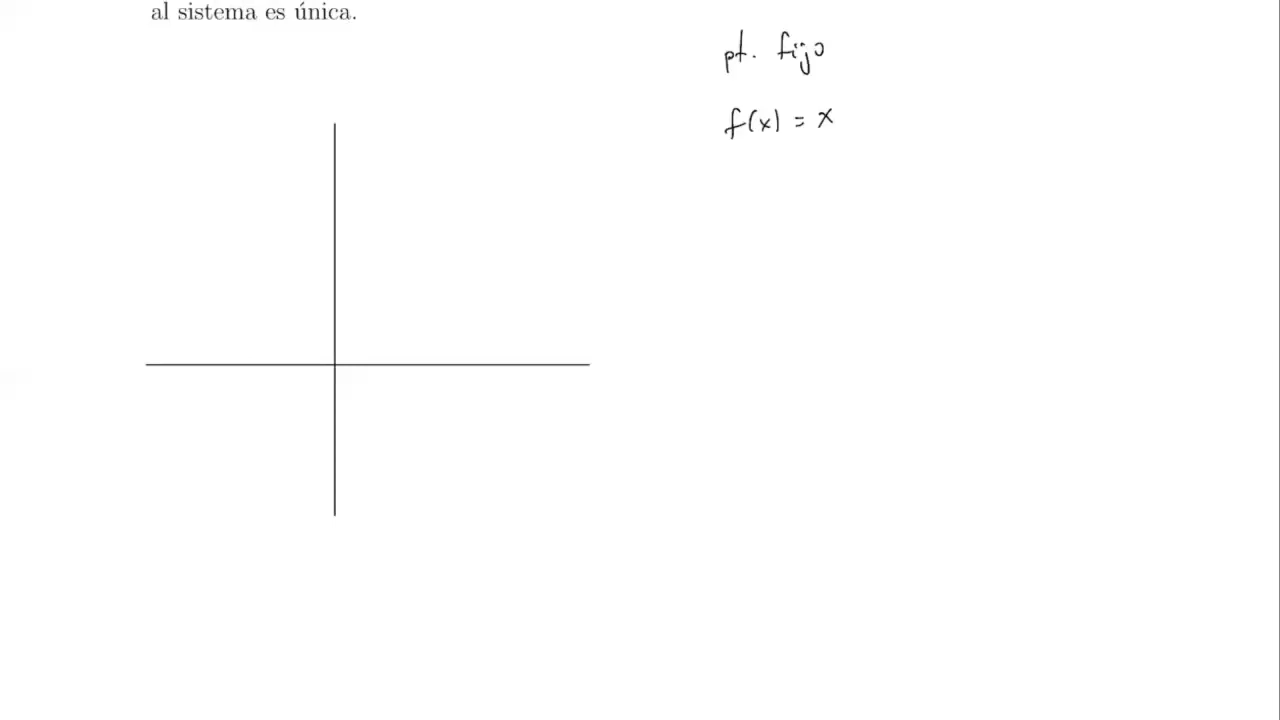 al sistema es única.
pt. fijo
f(x) = x